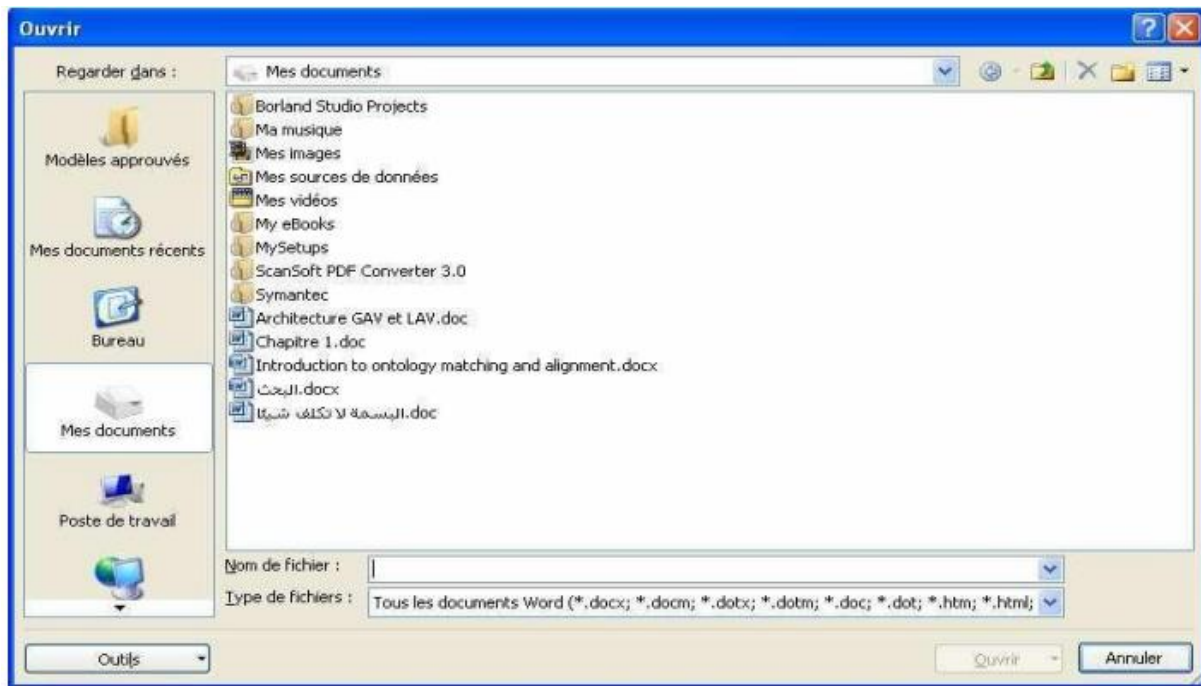 Ouvrir
Regarder dans :
Mes documents
Modèles approuvés
Mes documents récents
Bureau
Mes documents
Poste de travail
Borland Studio Projects
Ma musique
Mes images
Mes sources de données
Mes vidéos
My eBooks
MySetups
ScanSoft PDF Converter 3.0
Symantec
Architecture GAV et LAV.doc
Chapitre 1.doc
Introduction to ontology matching and alignment.docx
البحث.docx
البسمة لا تكلف شيئا.doc
Nom de fichier :
Type de fichiers :
Tous les documents Word (*.docx; *.docm; *.dotx; *.dotm; *.doc; *.dot; *.htm; *.html;
Outils
Ouvrir
Annuler